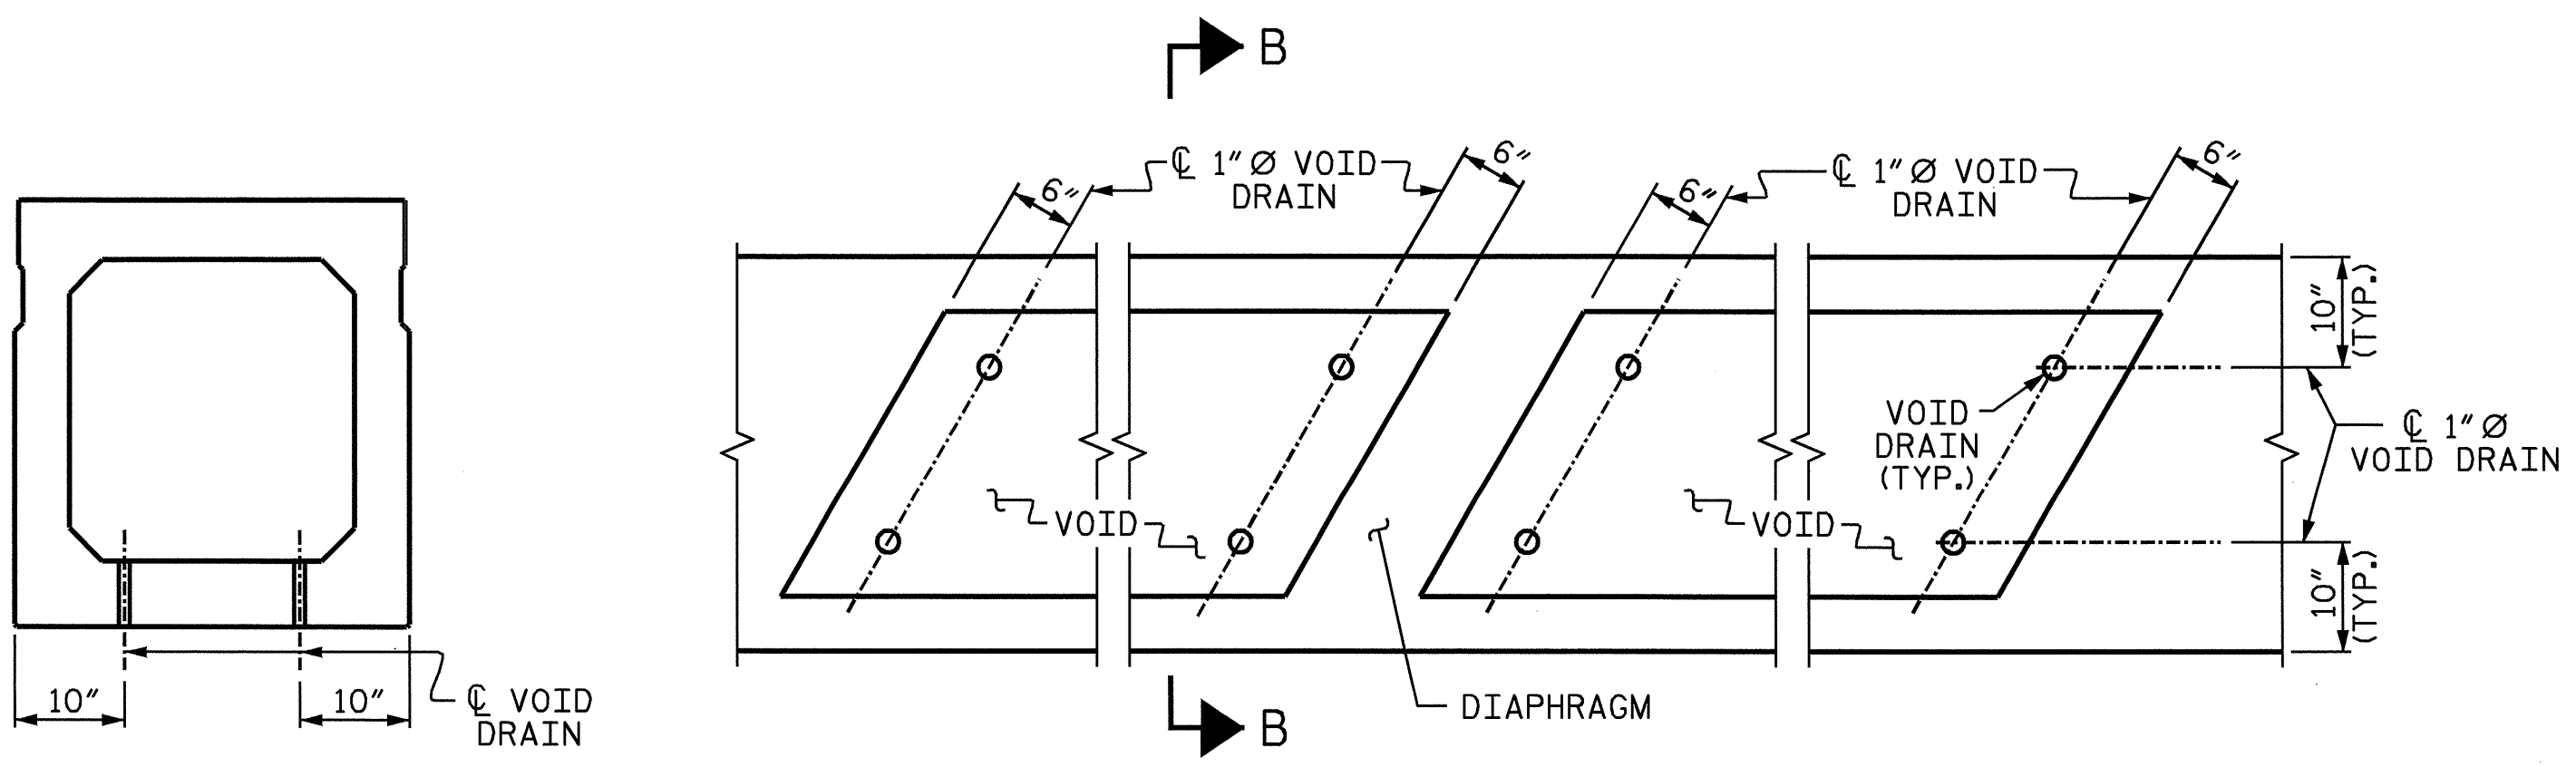 B
6"
℄ 1" Ø VOID
DRAIN
6"
6"
℄ 1" Ø VOID
DRAIN
6"
10"
(TYP.)
VOID
DRAIN
(TYP.)
℄ 1" Ø
VOID DRAIN
VOID
VOID
10"
(TYP.)
10"
10"
℄ VOID
DRAIN
DIAPHRAGM
B